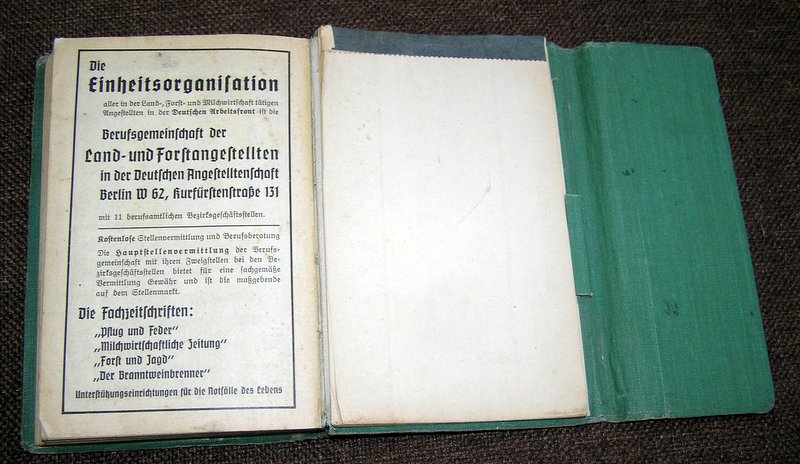 Die
Einheitsorganisation
aller in der Land-, Forst- und Milchwirtschaft tätigen
Angestellten in der Deutschen Arbeitsfront ist die
Berufsgemeinschaft der
Land- und Forstangestellten
in der Deutschen Angestelltenschaft
Berlin W 62, Kurfürstenstraße 131
mit 11 berufsamtlichen Bezirksgeschäftsstellen.
Kostenlose Stellenvermittlung und Berufsberatung
Die Hauptstellenvermittlung der Berufs-
gemeinschaft mit ihren Zweigstellen bei den Be-
zirksgeschäftsstellen bietet für eine sachgemäße
Vermittlung Gewähr und ist die maßgebende
auf dem Stellenmarkt.
Die Fachzeitschriften:
„Pflug und Feder“
„Milchwirtschaftliche Zeitung“
„Forst und Jagd“
„Der Branntweinbrenner“
Unterstützungseinrichtungen für die Notfälle des Lebens